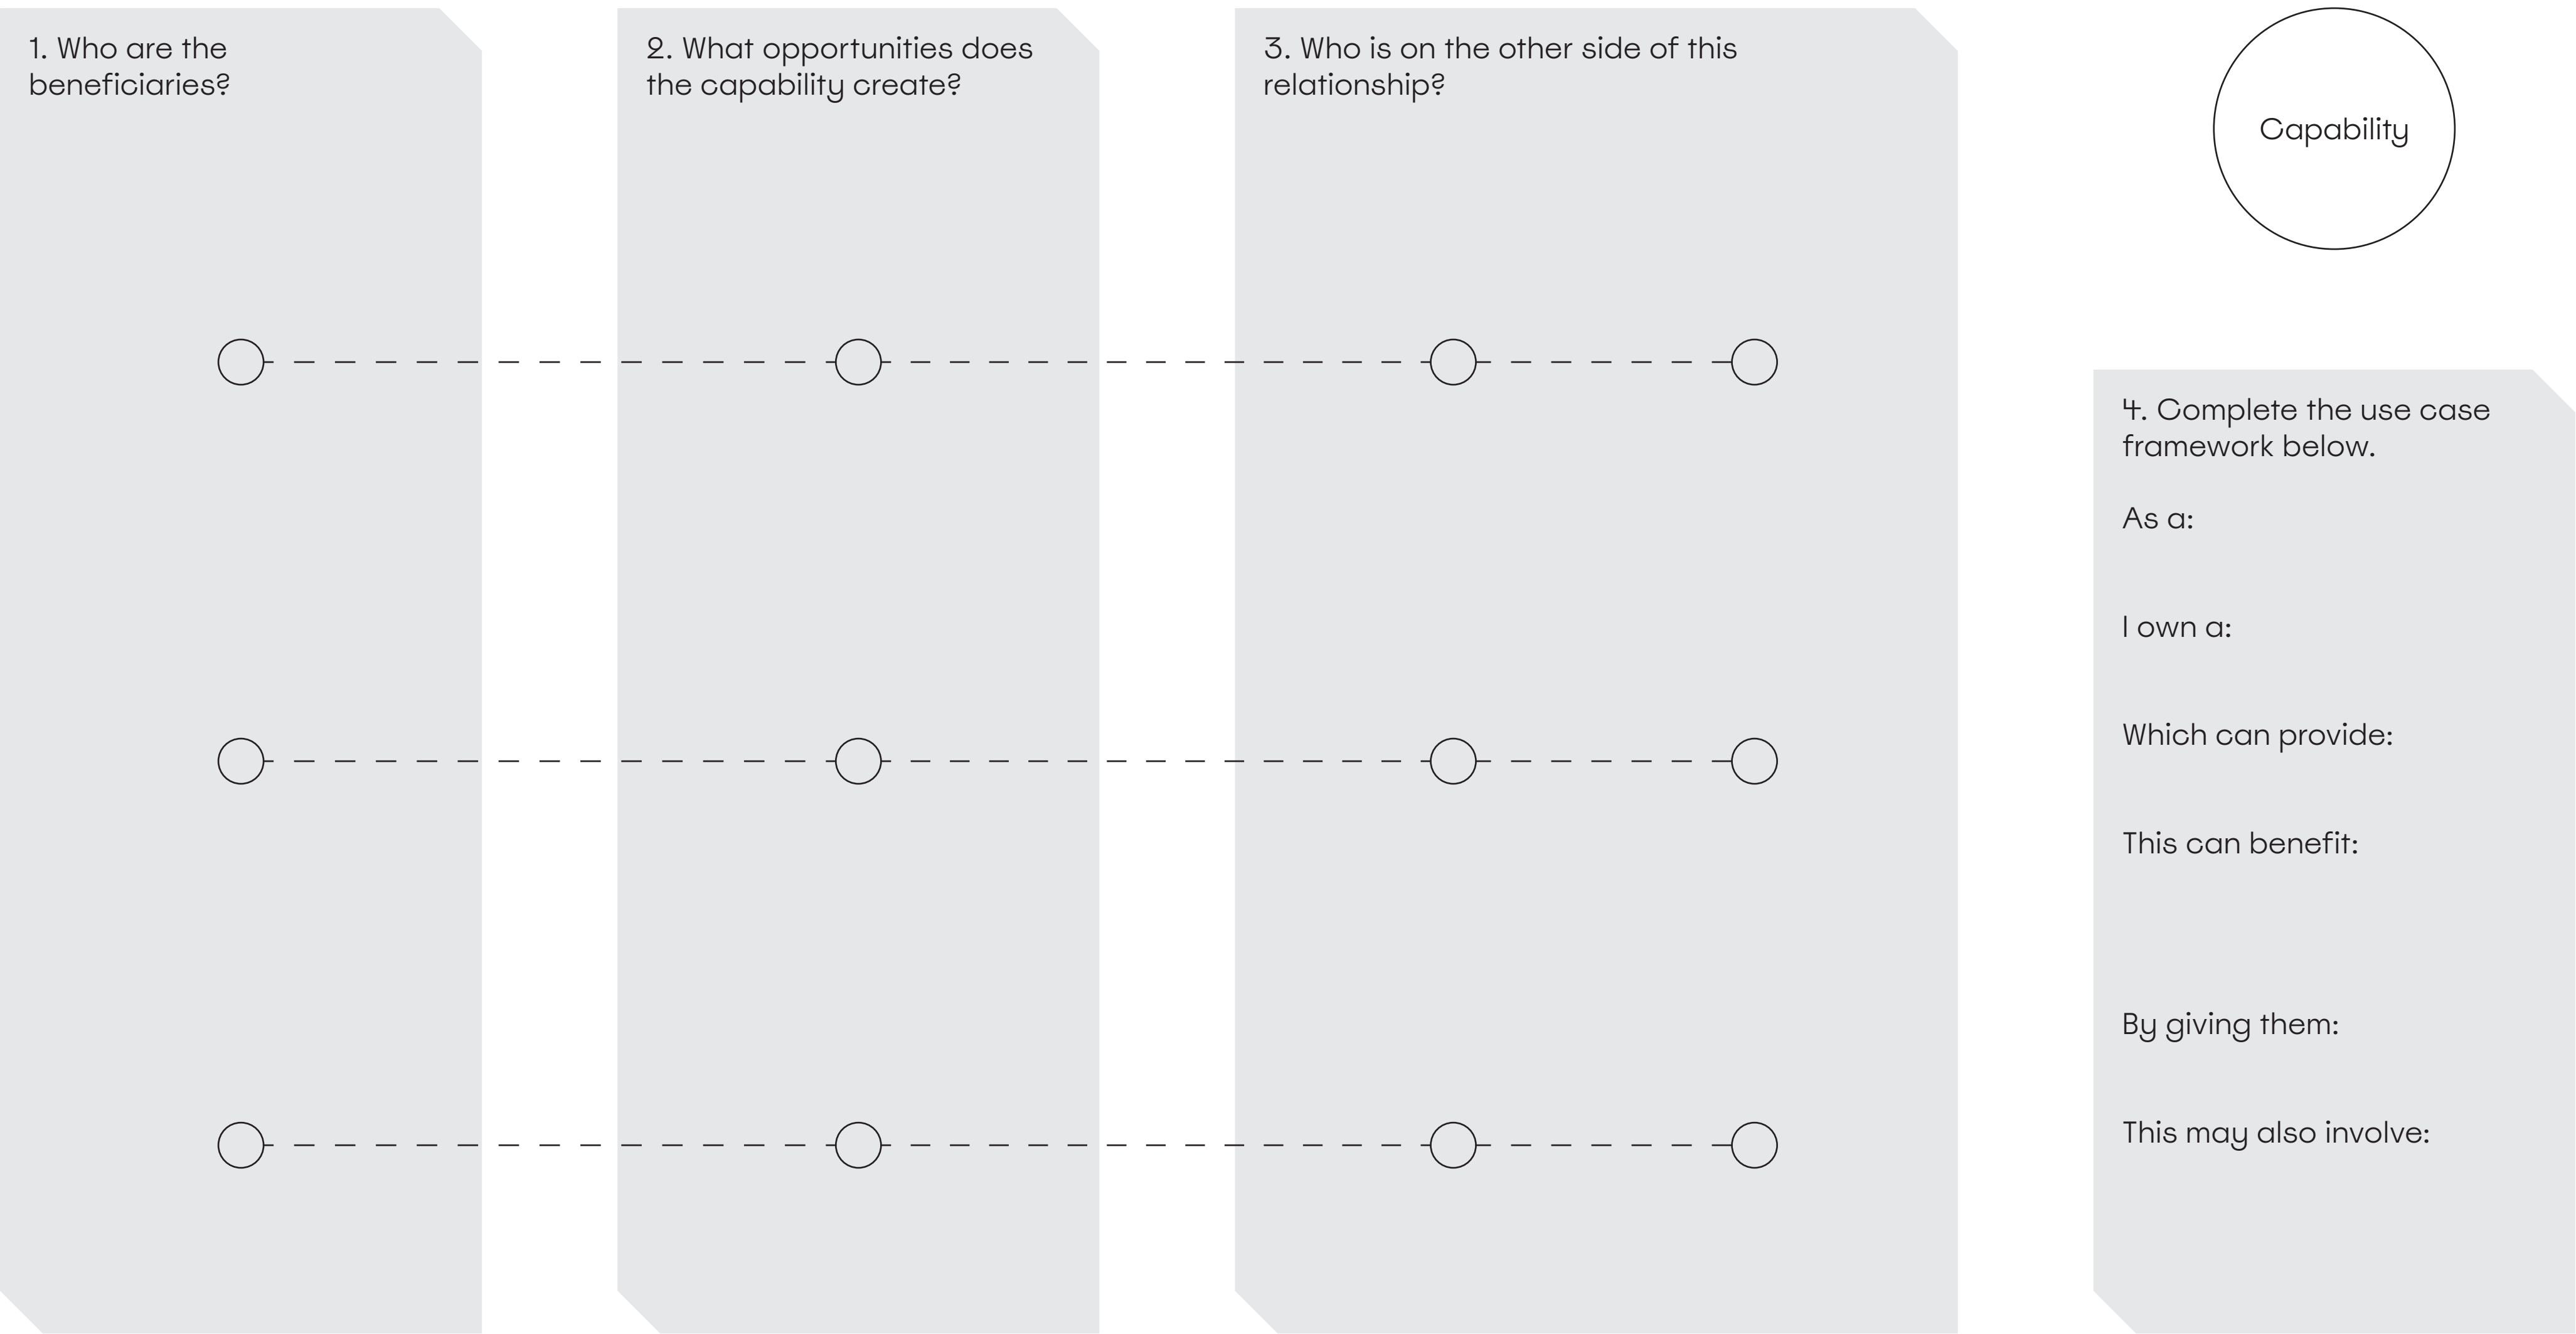 1. Who are the
beneficiaries?
2. What opportunities does
the capability create?
3. Who is on the other side of this
relationship?
Capability
4. Complete the use case
framework below.
As a:
I own a:
Which can provide:
This can benefit:
By giving them:
This may also involve: